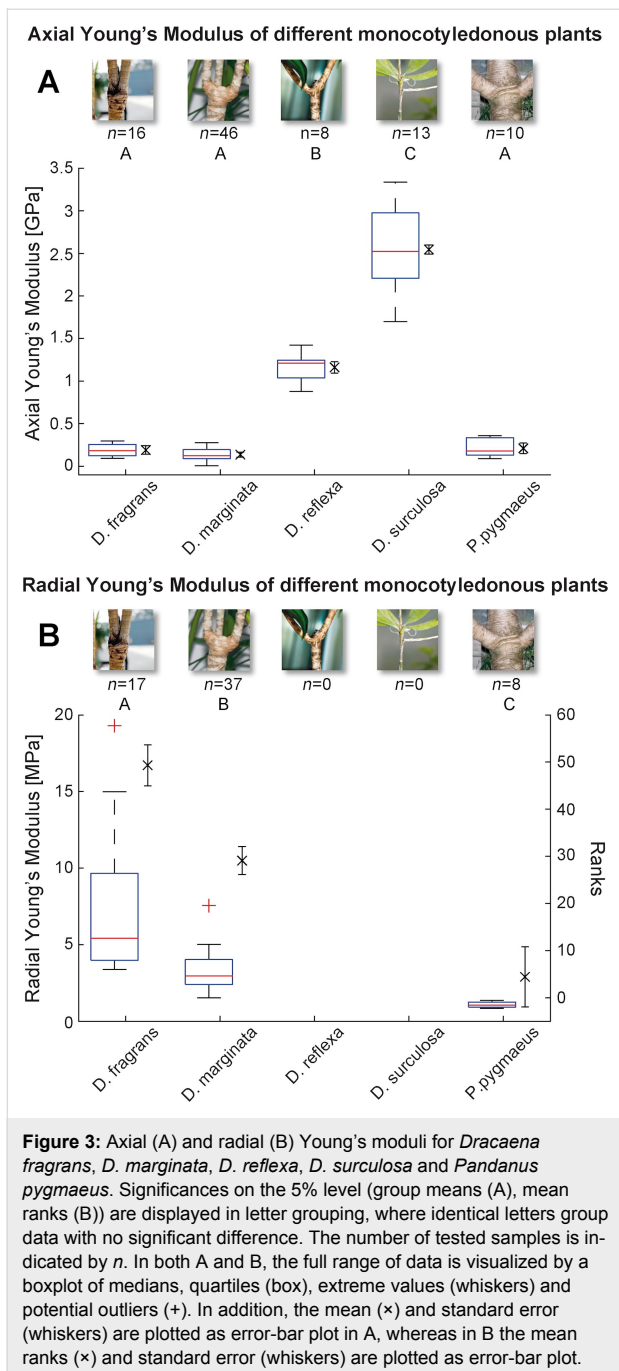 Axial Young's Modulus of different monocotyledonous plants
A
n=16 n=46 n=8 n=13 n=10
A A B C A
Axial Young's Modulus [GPa]
3.5
3
2.5
2
1.5
1
0.5
0
D. fragrans D. marginata D. reflexa D. surculosa P.pygmaeus
Radial Young's Modulus of different monocotyledonous plants
B
n=17 n=37 n=0 n=0 n=8
A B C
Radial Young's Modulus [MPa]
20
15
10
5
0
60
50
40
30
20
10
0
Ranks
D. fragrans D. marginata D. reflexa D. surculosa P.pygmaeus
Figure 3: Axial (A) and radial (B) Young's moduli for Dracaena
fragrans, D. marginata, D. reflexa, D. surculosa and Pandanus
pygmaeus. Significances on the 5% level (group means (A), mean
ranks (B)) are displayed in letter grouping, where identical letters group
data with no significant difference. The number of tested samples is in-
dicated by n. In both A and B, the full range of data is visualized by a
boxplot of medians, quartiles (box), extreme values (whiskers) and
potential outliers (+). In addition, the mean (×) and standard error
(whiskers) are plotted as error-bar plot in A, whereas in B the mean
ranks (×) and standard error (whiskers) are plotted as error-bar plot.